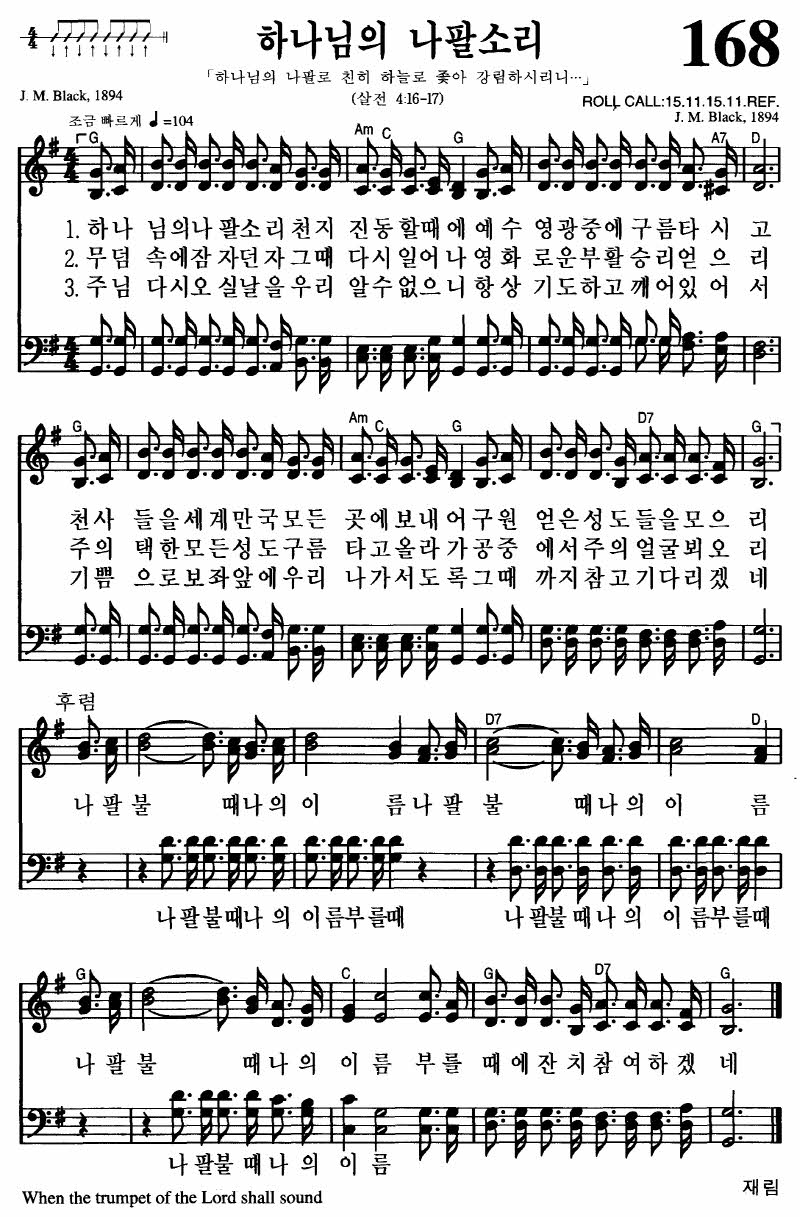 하나님의 나팔소리 168
「하나님의 나팔로 친히 하늘로 좇아 강림하시리니…」
J. M. Black, 1894 (살전 4:16-17) ROLL CALL:15.11.15.11.REF.
조금 빠르게 ♩=104 J. M. Black, 1894
G Am C G A7 D
4/4
1. 하나 님의나 팔소리천지 진동할때에예수 영광중에구름타 시 고
2. 무덤 속에잠 자던자그때 다시일어나영화 로운부활승리얻 으 리
3. 주님 다시오 실날을우리 알수없으니항상 기도하고깨어있 어 서
G Am C G D7 G
천사 들을세계만국모든 곳에보내어구원 얻은성도들을모으 리
주의 택한모든성도구름 타고올라가공중 에서주의얼굴뵈오 리
기쁨 으로보좌앞에우리 나가서도록그때 까지참고기다리겠 네
후렴
G D7 D
나팔불 때나의이 름나팔불 때나의이 름
나팔불때나의이름부를때 나팔불때나의이름부를때
G C G D7 G
나팔불 때나의이름 부를 때에잔치참여하겠 네
나팔불때나의이름
When the trumpet of the Lord shall sound 재림